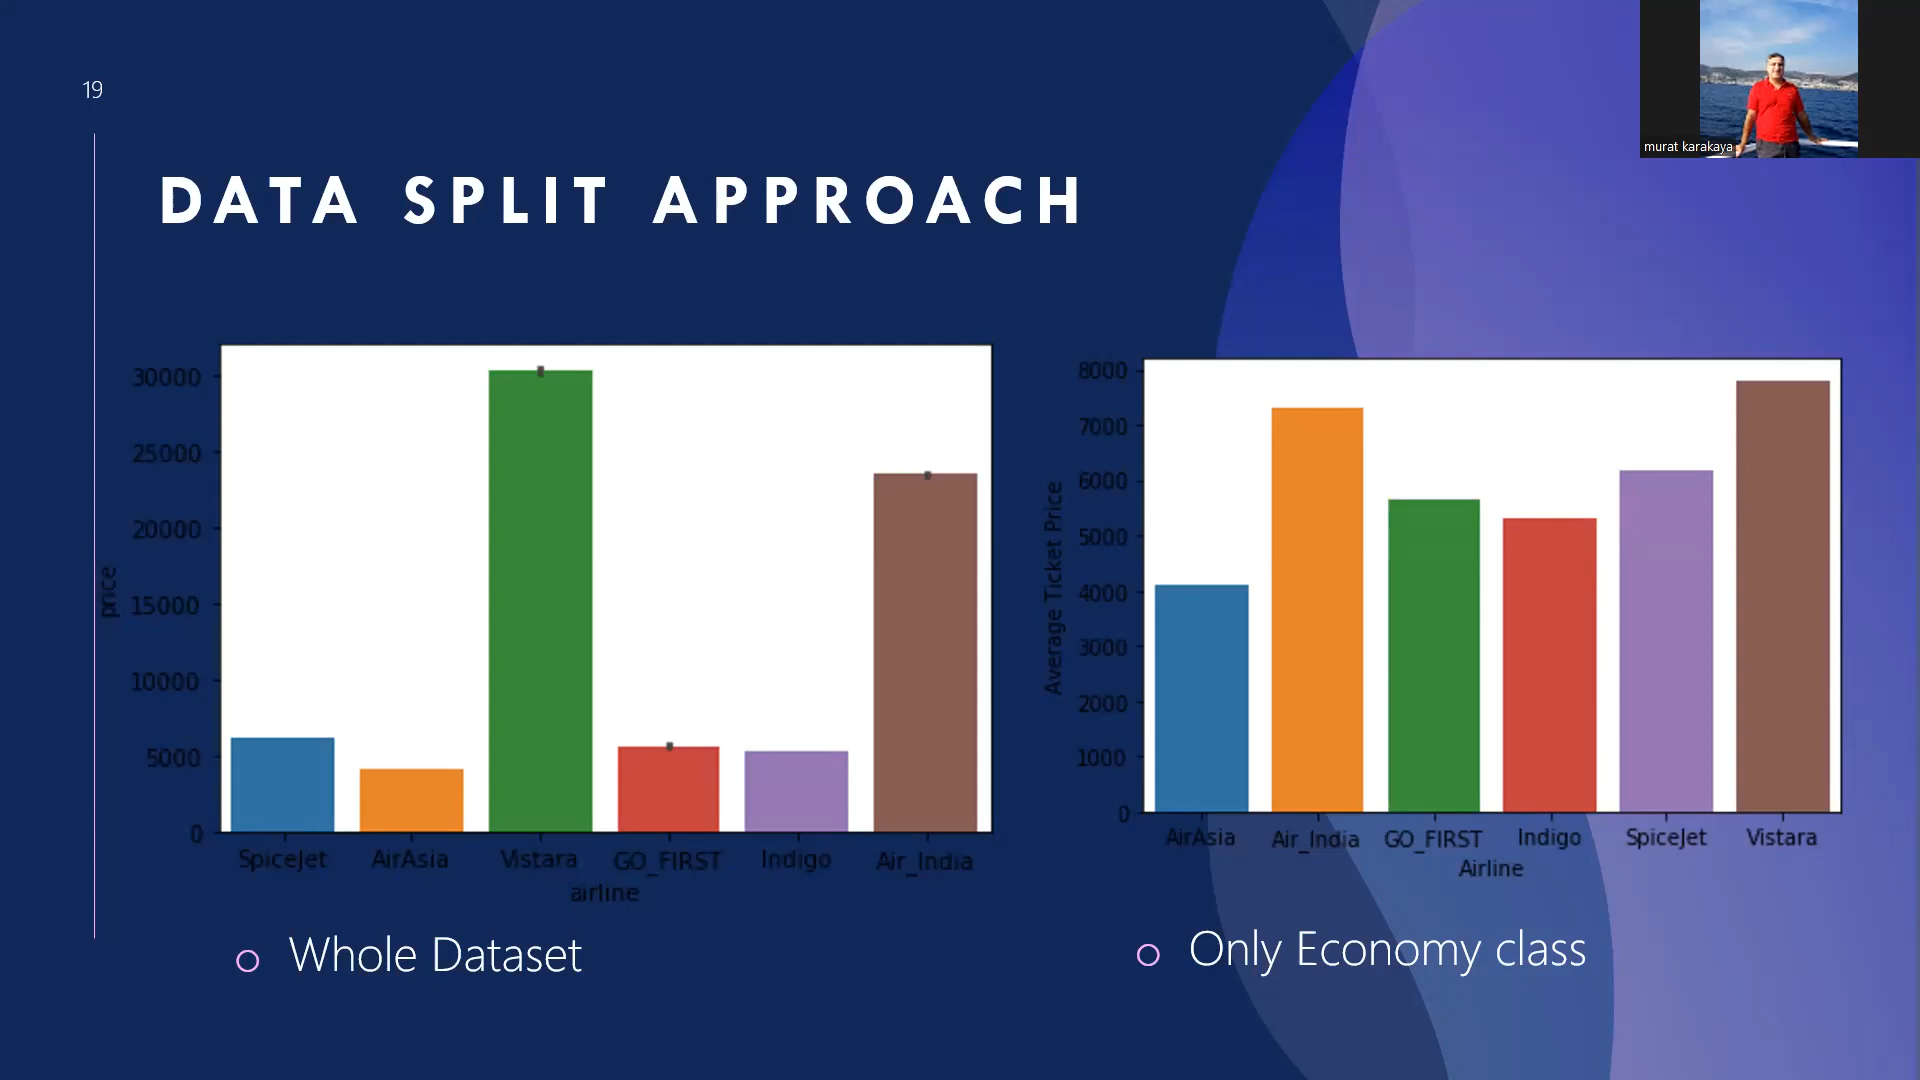 19
murat karakaya
DATA SPLIT APPROACH
30000
25000
20000
15000
10000
5000
0
price
SpiceJet AirAsia Vistara GO_FIRST Indigo Air_India
airline
Whole Dataset
8000
7000
6000
5000
4000
3000
2000
1000
0
Average Ticket Price
AirAsia Air_India GO_FIRST Indigo SpiceJet Vistara
Airline
Only Economy class